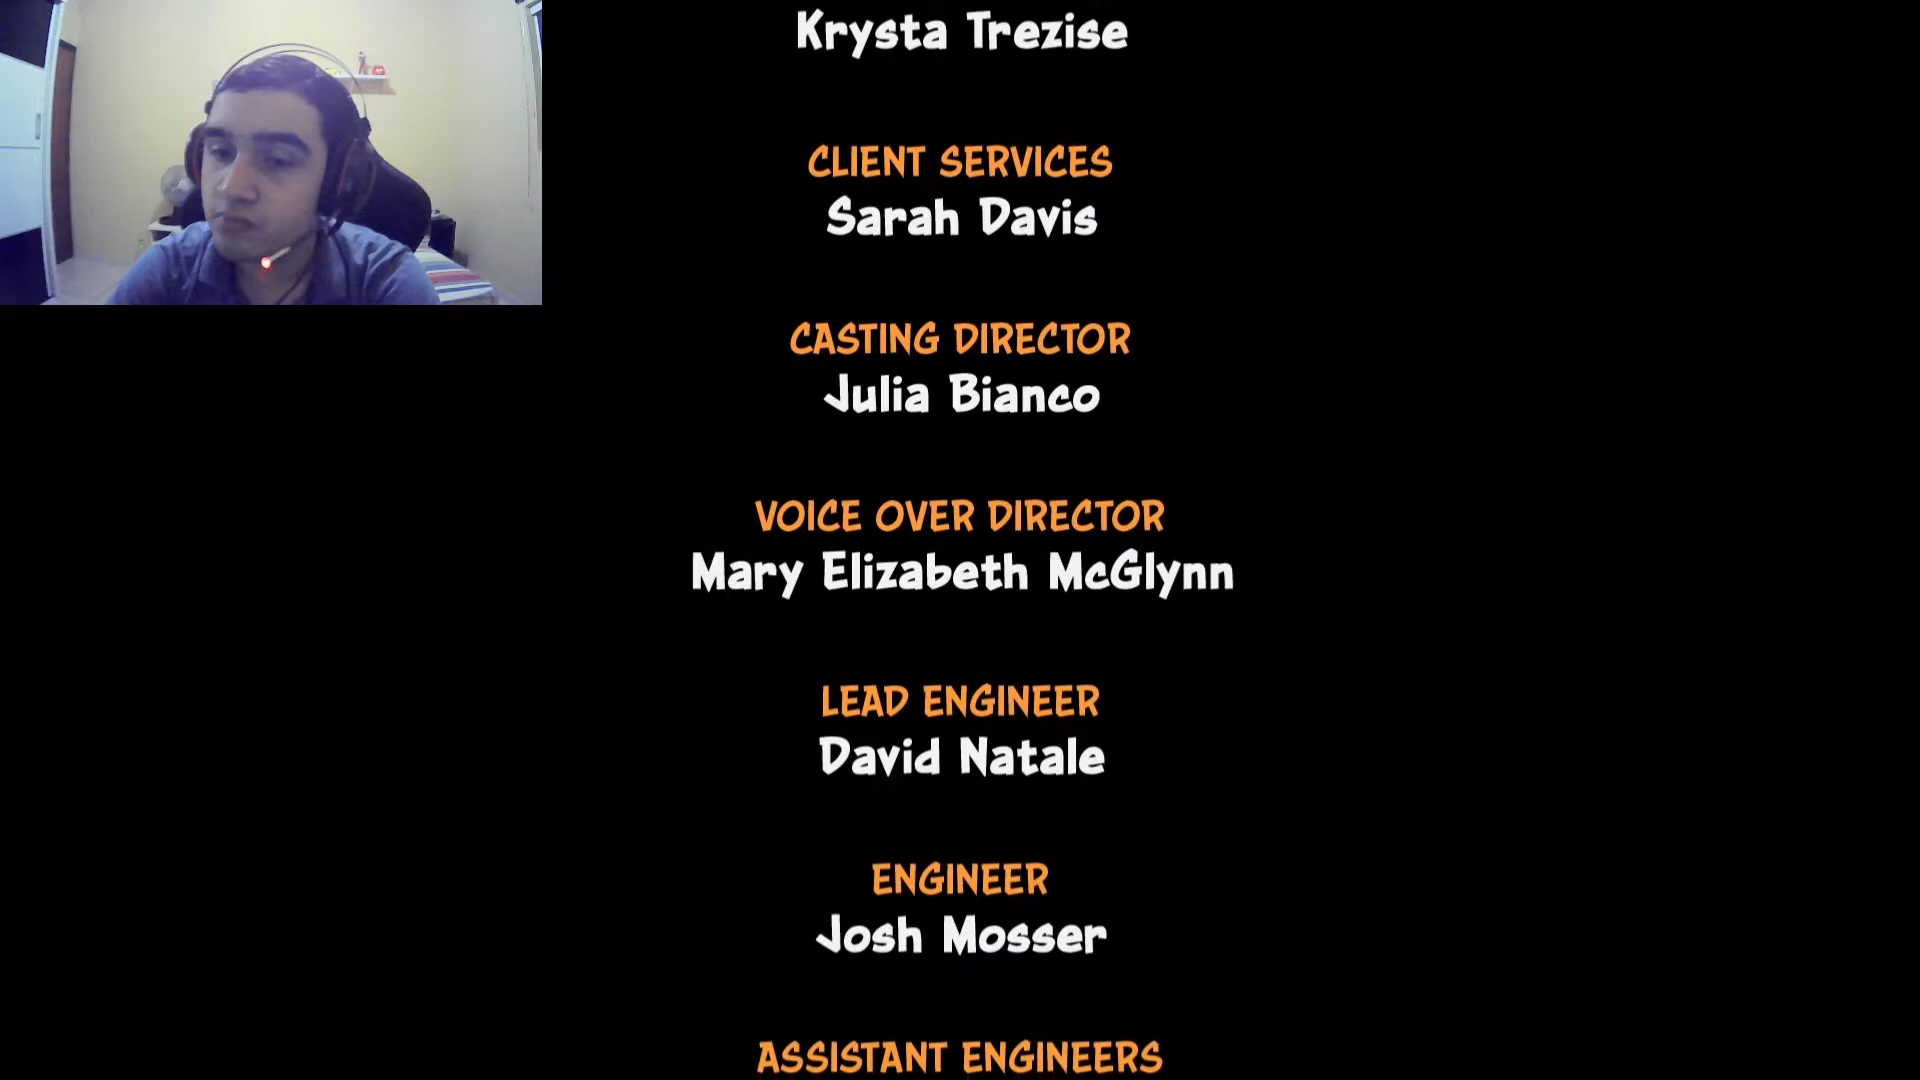 Krysta Trezise
CLIENT SERVICES
Sarah Davis
CASTING DIRECTOR
Julia Bianco
VOICE OVER DIRECTOR
Mary Elizabeth McGlynn
LEAD ENGINEER
David Natale
ENGINEER
Josh Mosser
ASSISTANT ENGINEERS